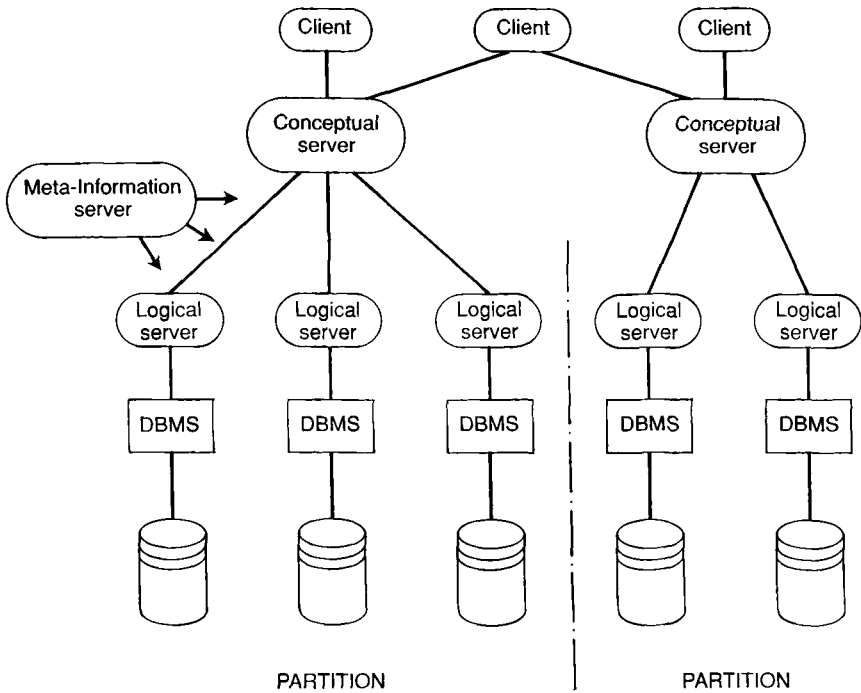 Client
Client
Client
Conceptual
server
Conceptual
server
Meta-Information
server
Logical
server
Logical
server
Logical
server
Logical
server
Logical
server
DBMS
DBMS
DBMS
DBMS
DBMS
PARTITION
PARTITION